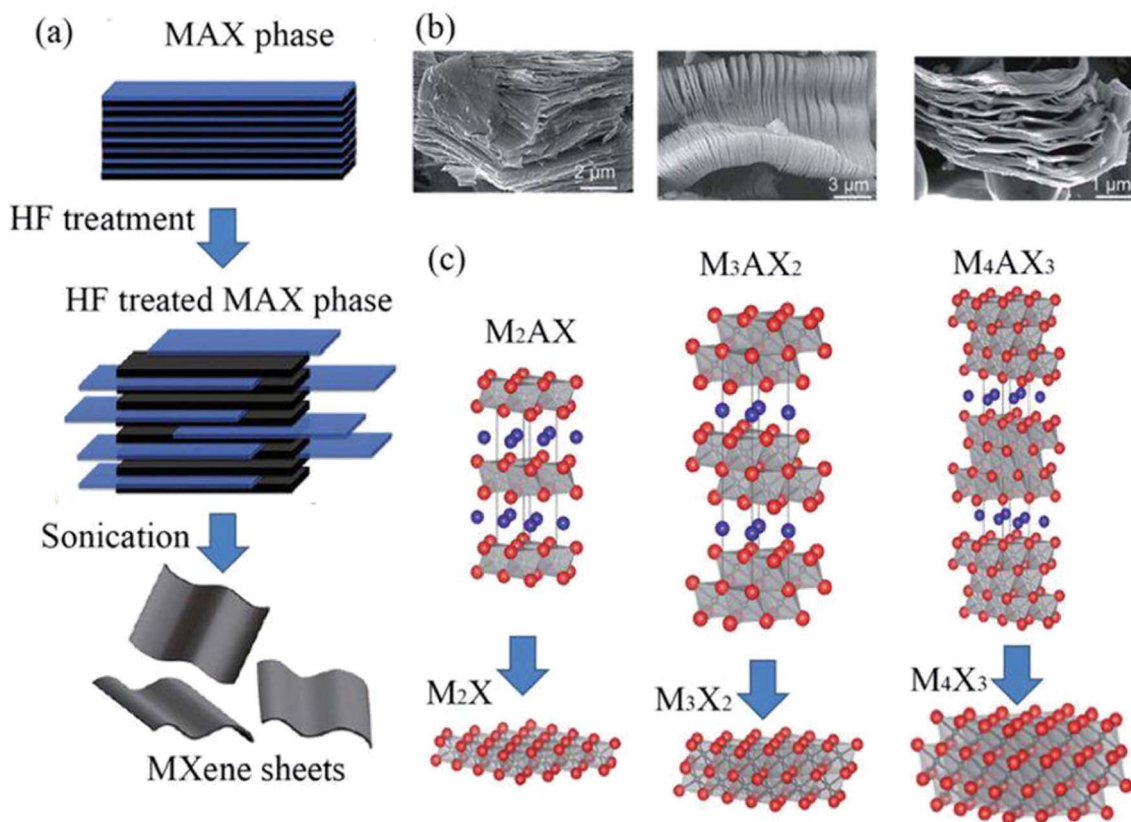 (a)
MAX phase
HF treatment
HF treated MAX phase
Sonication
MXene sheets
(b)
2 µm
3 µm
1 µm
(c)
M₂AX
M₃AX₂
M₄AX₃
M₂X
M₃X₂
M₄X₃